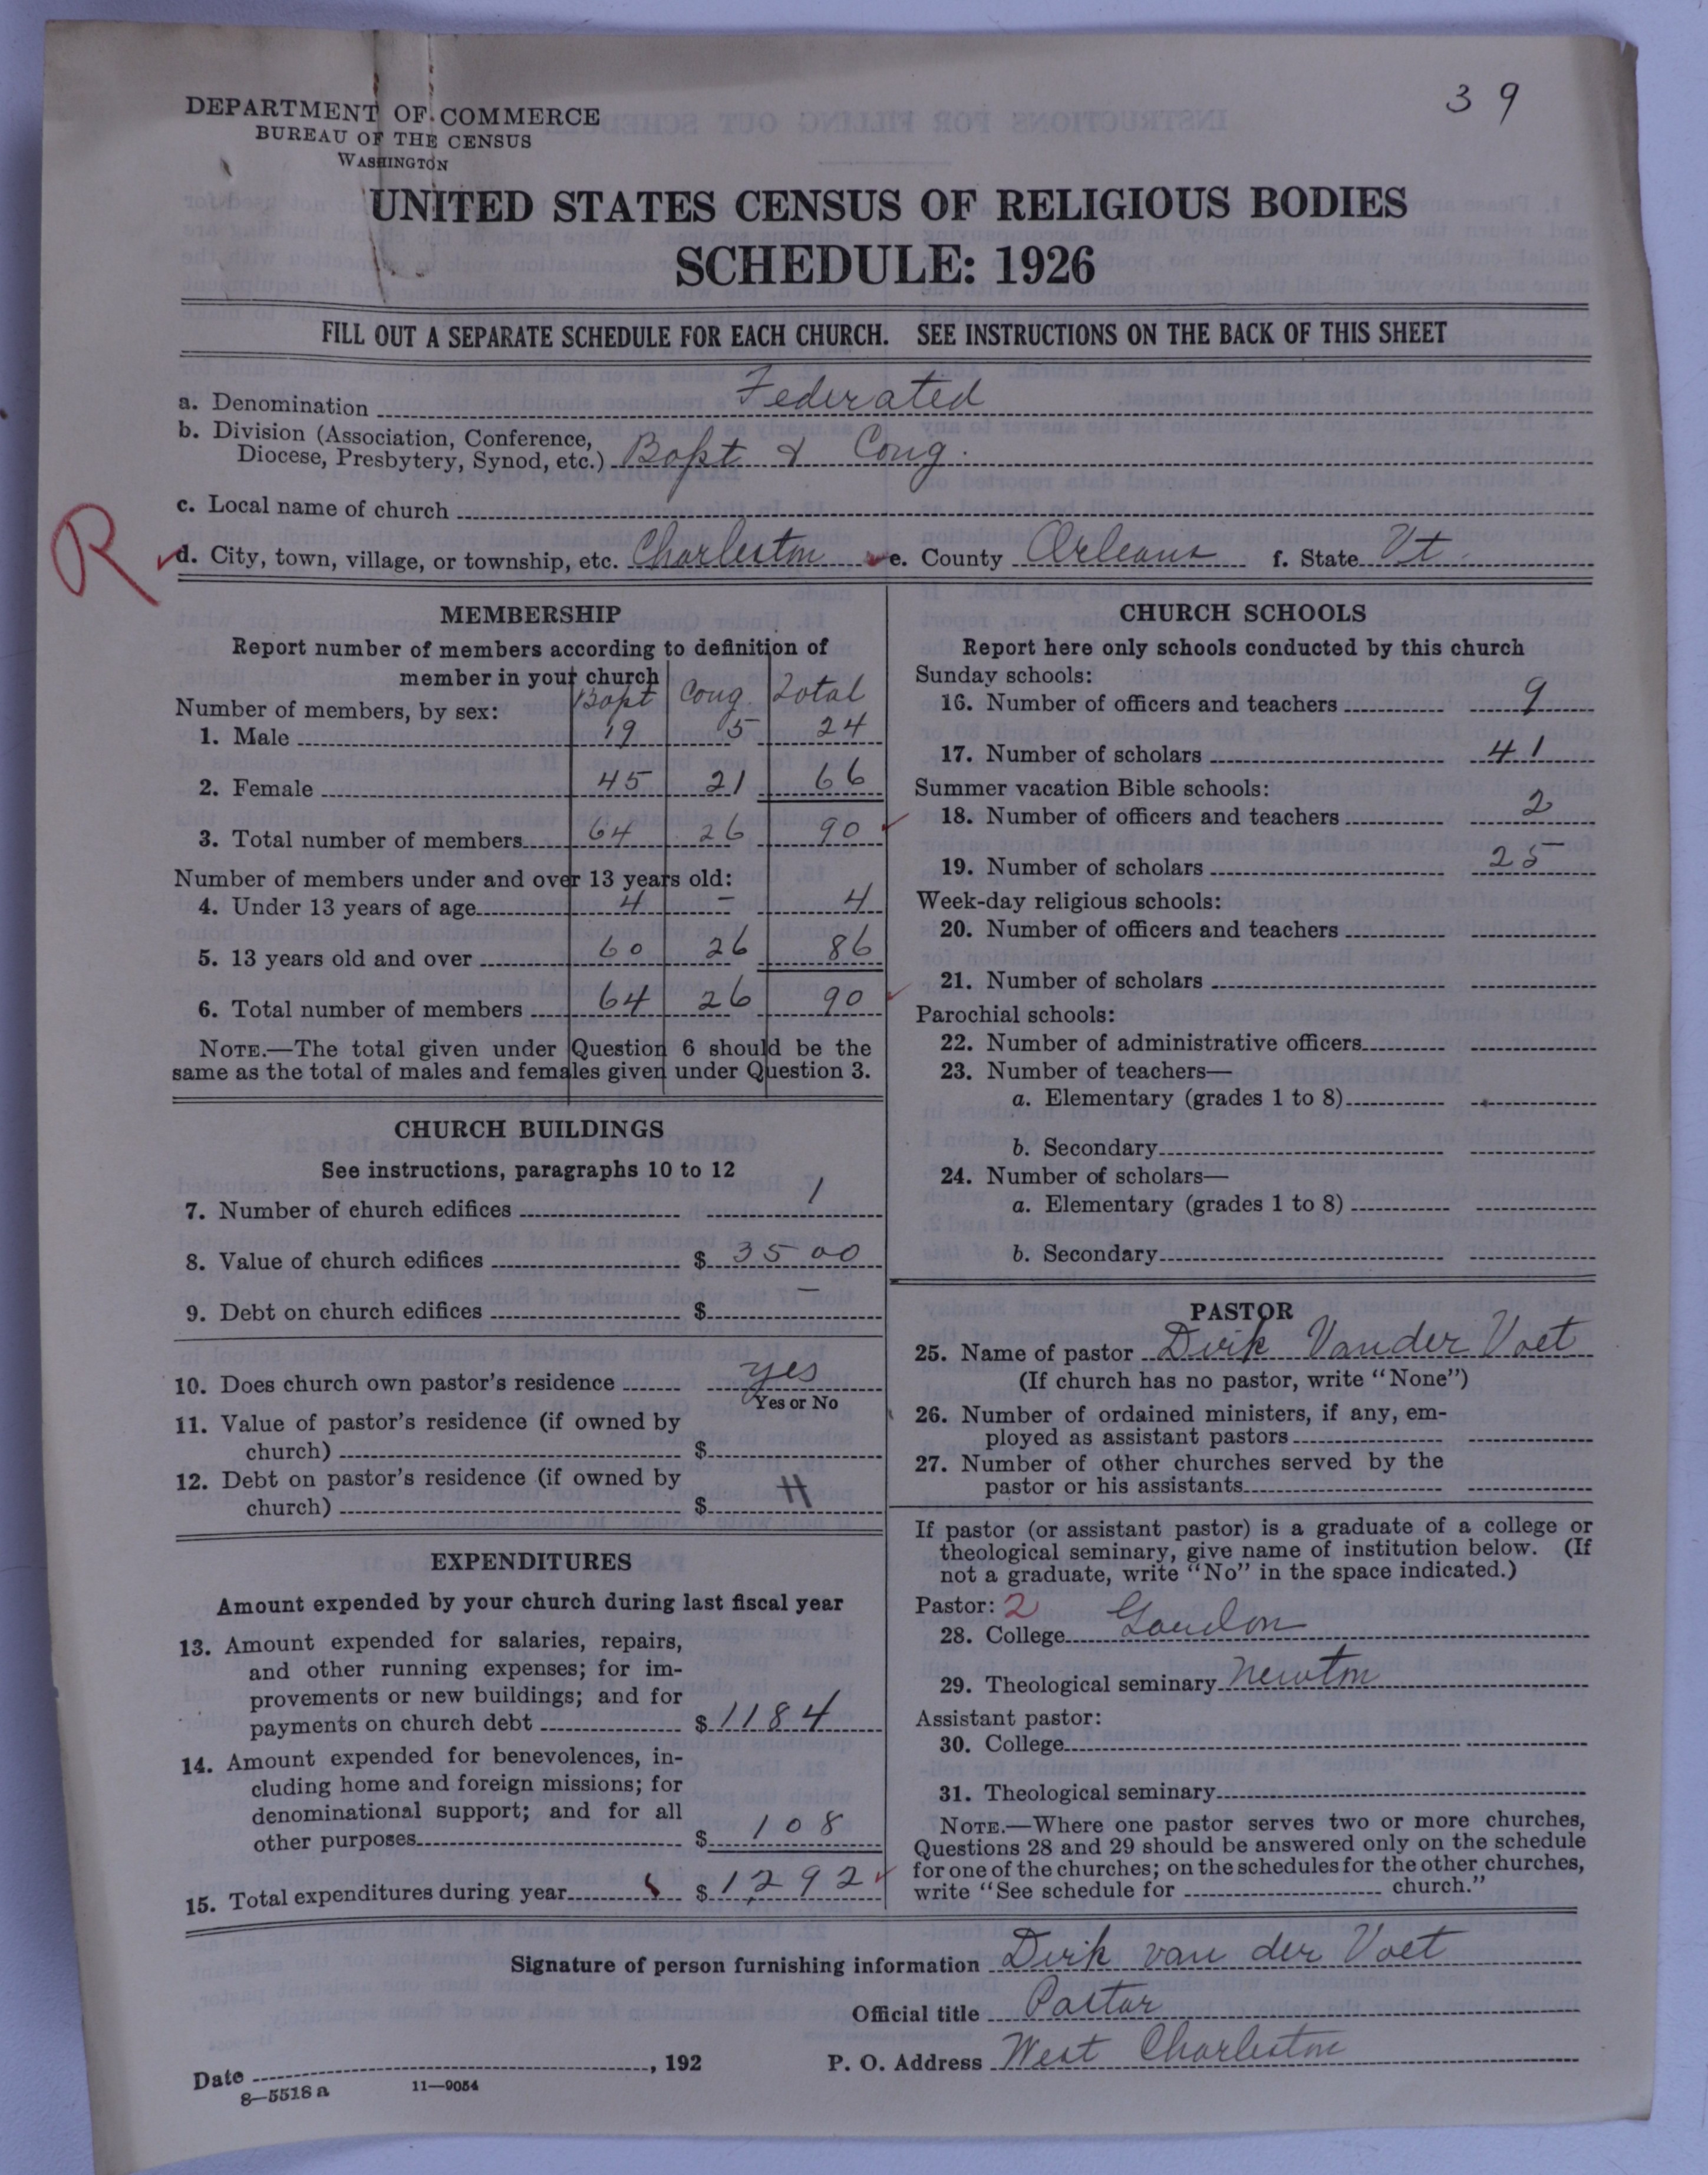 39
DEPARTMENT OF COMMERCE
BUREAU OF THE CENSUS
WASHINGTON
UNITED STATES CENSUS OF RELIGIOUS BODIES
SCHEDULE: 1926
FILL OUT A SEPARATE SCHEDULE FOR EACH CHURCH. SEE INSTRUCTIONS ON THE BACK OF THIS SHEET
a. Denomination Federated
b. Division (Association, Conference,
Diocese, Presbytery, Synod, etc.) Bapt & Cong.
c. Local name of church
R
d. City, town, village, or township, etc. Charleston e. County Orleans f. State Vt.
MEMBERSHIP
Report number of members according to definition of
member in your church
Bapt Cong. Total
Number of members, by sex:
1. Male 19 5 24
2. Female 45 21 66
3. Total number of members 64 26 90
Number of members under and over 13 years old:
4. Under 13 years of age 4 - 4
5. 13 years old and over 60 26 86
6. Total number of members 64 26 90
NOTE.—The total given under Question 6 should be the
same as the total of males and females given under Question 3.
CHURCH BUILDINGS
See instructions, paragraphs 10 to 12
7. Number of church edifices 1
8. Value of church edifices $ 3500
9. Debt on church edifices $ —
10. Does church own pastor's residence yes
Yes or No
11. Value of pastor's residence (if owned by
church) $
12. Debt on pastor's residence (if owned by
church) $
EXPENDITURES
Amount expended by your church during last fiscal year
13. Amount expended for salaries, repairs,
and other running expenses; for im-
provements or new buildings; and for
payments on church debt $ 1184
14. Amount expended for benevolences, in-
cluding home and foreign missions; for
denominational support; and for all
other purposes $ 108
15. Total expenditures during year $ 1292
CHURCH SCHOOLS
Report here only schools conducted by this church
Sunday schools:
16. Number of officers and teachers 9
17. Number of scholars 41
Summer vacation Bible schools:
18. Number of officers and teachers 2
19. Number of scholars 25
Week-day religious schools:
20. Number of officers and teachers
21. Number of scholars
Parochial schools:
22. Number of administrative officers
23. Number of teachers—
a. Elementary (grades 1 to 8)
b. Secondary
24. Number of scholars—
a. Elementary (grades 1 to 8)
b. Secondary
PASTOR
25. Name of pastor Dirk Vander Voet
(If church has no pastor, write "None")
26. Number of ordained ministers, if any, em-
ployed as assistant pastors
27. Number of other churches served by the
pastor or his assistants
If pastor (or assistant pastor) is a graduate of a college or
theological seminary, give name of institution below. (If
not a graduate, write "No" in the space indicated.)
Pastor: 2
28. College
29. Theological seminary Newton
Assistant pastor:
30. College
31. Theological seminary
NOTE.—Where one pastor serves two or more churches,
Questions 28 and 29 should be answered only on the schedule
for one of the churches; on the schedules for the other churches,
write "See schedule for church."
Signature of person furnishing information Dirk van der Voet
Official title Pastor
Date , 192 P. O. Address West Charleston
8—5518 a 11—9054